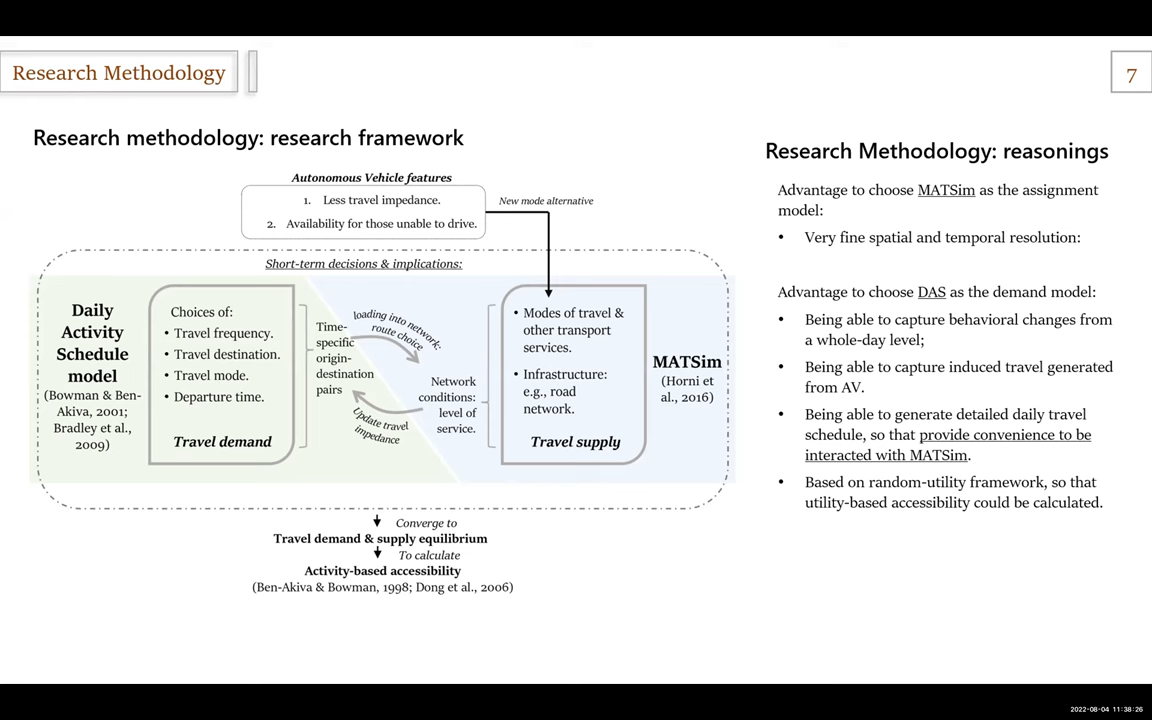 Research Methodology
7
Research methodology: research framework
Autonomous Vehicle features
1. Less travel impedance.
2. Availability for those unable to drive.
New mode alternative
Short-term decisions & implications:
Daily
Activity
Schedule
model
(Bowman & Ben-
Akiva, 2001;
Bradley et al.,
2009)
Choices of:
• Travel frequency.
• Travel destination.
• Travel mode.
• Departure time.
Travel demand
Time-
specific
origin-
destination
pairs
loading into network:
route choice
Update travel
impedance
Network
conditions:
level of
service.
• Modes of travel &
other transport
services.
• Infrastructure:
e.g., road
network.
Travel supply
MATSim
(Horni et
al., 2016)
Converge to
Travel demand & supply equilibrium
To calculate
Activity-based accessibility
(Ben-Akiva & Bowman, 1998; Dong et al., 2006)
Research Methodology: reasonings
Advantage to choose MATSim as the assignment
model:
• Very fine spatial and temporal resolution:
Advantage to choose DAS as the demand model:
• Being able to capture behavioral changes from
a whole-day level;
• Being able to capture induced travel generated
from AV.
• Being able to generate detailed daily travel
schedule, so that provide convenience to be
interacted with MATSim.
• Based on random-utility framework, so that
utility-based accessibility could be calculated.
2022-08-04 11:38:26